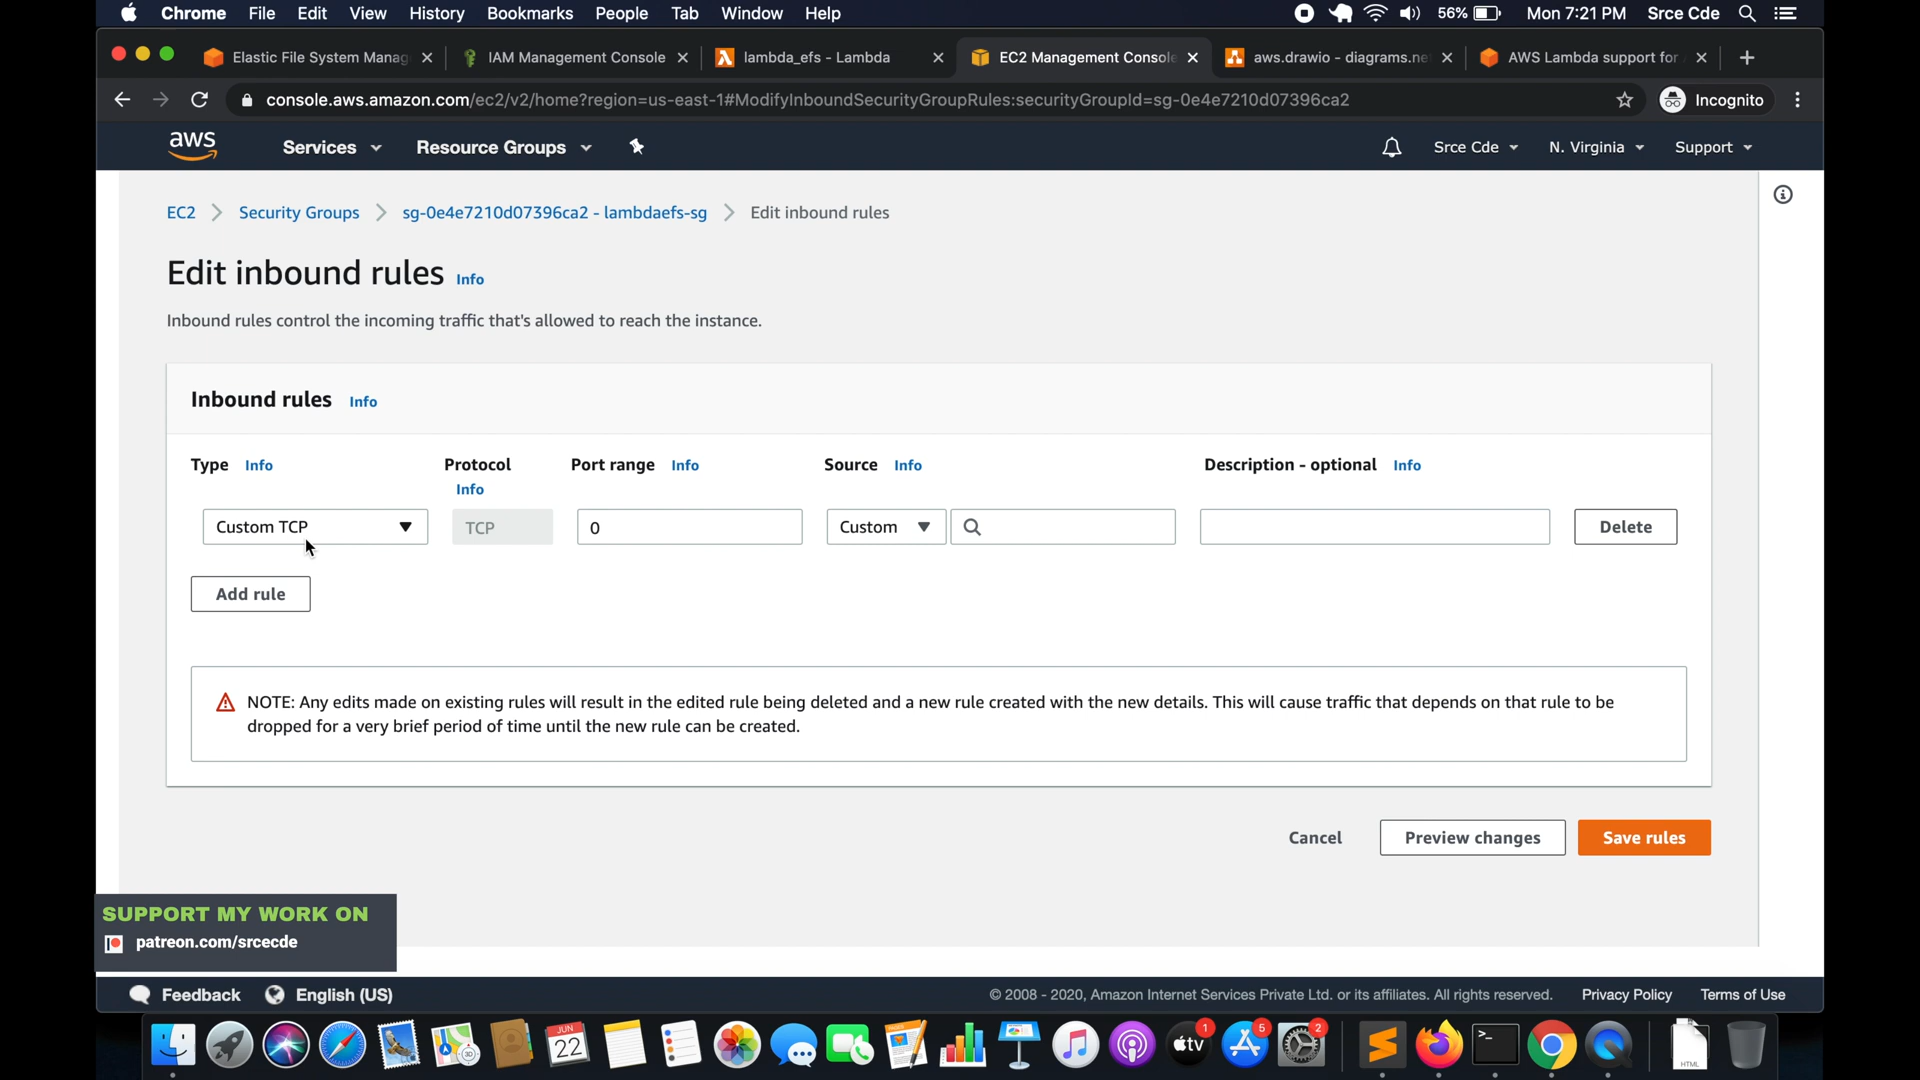 Chrome File Edit View History Bookmarks People Tab Window Help 56% Mon 7:21 PM Srce Cde
Elastic File System Manag IAM Management Console lambda_efs - Lambda EC2 Management Console aws.drawio - diagrams.ne AWS Lambda support for
console.aws.amazon.com/ec2/v2/home?region=us-east-1#ModifyInboundSecurityGroupRules:securityGroupId=sg-0e4e7210d07396ca2 Incognito
aws Services Resource Groups Srce Cde N. Virginia Support
EC2 Security Groups sg-0e4e7210d07396ca2 - lambdaefs-sg Edit inbound rules
Edit inbound rules Info
Inbound rules control the incoming traffic that's allowed to reach the instance.
Inbound rules Info
Type Info Protocol Port range Info Source Info Description - optional Info
Info
Custom TCP TCP 0 Custom Delete
Add rule
NOTE: Any edits made on existing rules will result in the edited rule being deleted and a new rule created with the new details. This will cause traffic that depends on that rule to be
dropped for a very brief period of time until the new rule can be created.
Cancel Preview changes Save rules
SUPPORT MY WORK ON
patreon.com/srcecde
Feedback English (US) © 2008 - 2020, Amazon Internet Services Private Ltd. or its affiliates. All rights reserved. Privacy Policy Terms of Use
JUN
22
3D
tv
1
5
2
HTML